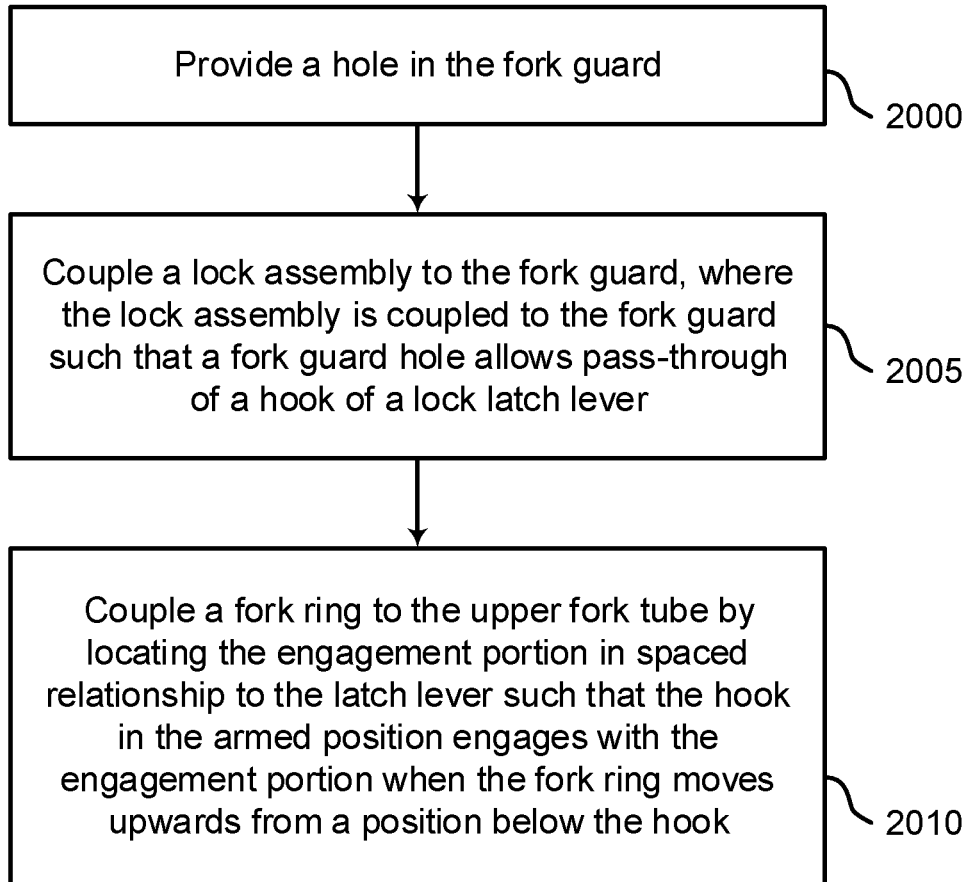 Provide a hole in the fork guard
2000
Couple a lock assembly to the fork guard, where
the lock assembly is coupled to the fork guard
such that a fork guard hole allows pass-through
of a hook of a lock latch lever
2005
Couple a fork ring to the upper fork tube by
locating the engagement portion in spaced
relationship to the latch lever such that the hook
in the armed position engages with the
engagement portion when the fork ring moves
upwards from a position below the hook
2010